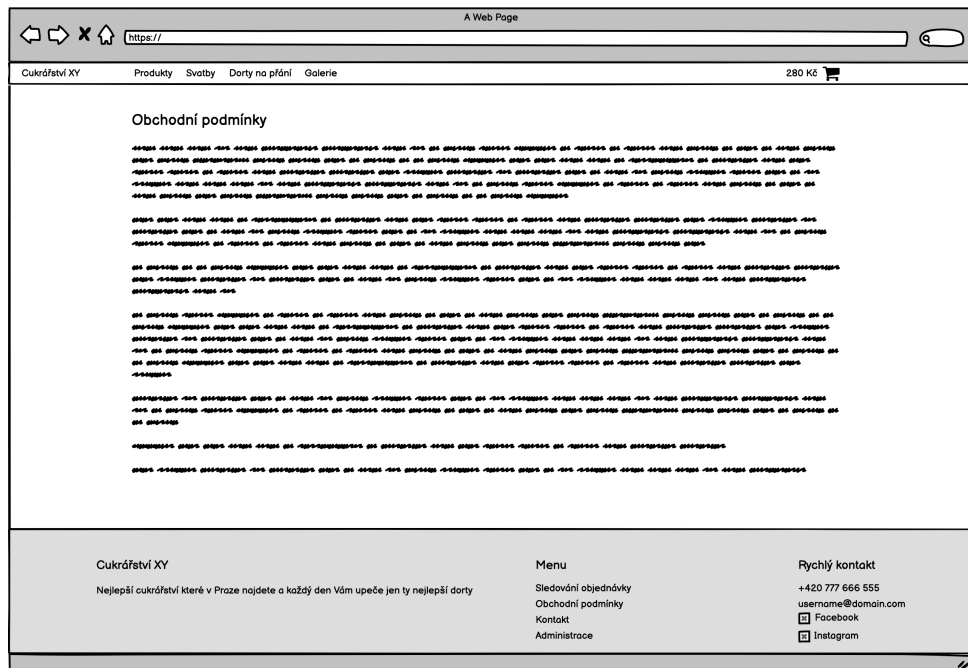 A Web Page
https://
Cukrářství XY Produkty Svatby Dorty na přání Galerie 280 Kč
Obchodní podmínky
Cukrářství XY
Nejlepší cukrářství které v Praze najdete a každý den Vám upeče jen ty nejlepší dorty
Menu
Sledování objednávky
Obchodní podmínky
Kontakt
Administrace
Rychlý kontakt
+420 777 666 555
username@domain.com
Facebook
Instagram